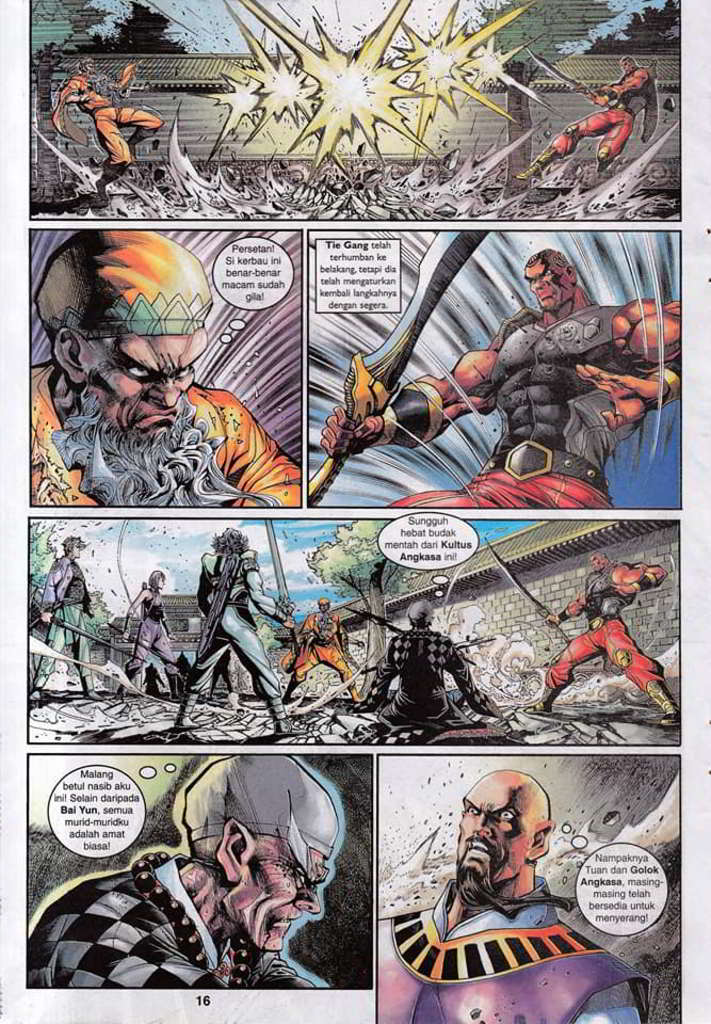 Persetan!
Si kerbau ini
benar-benar
macam sudah
gila!
Tie Gang telah
terhumban ke
belakang, tetapi dia
telah mengaturkan
kembali langkahnya
dengan segera.
Sungguh
hebat budak
mentah dari Kultus
Angkasa ini!
Malang
betul nasib aku
ini! Selain daripada
Bai Yun, semua
murid-muridku
adalah amat
biasa!
Nampaknya
Tuan dan Golok
Angkasa, masing-
masing telah
bersedia untuk
menyerang!
16